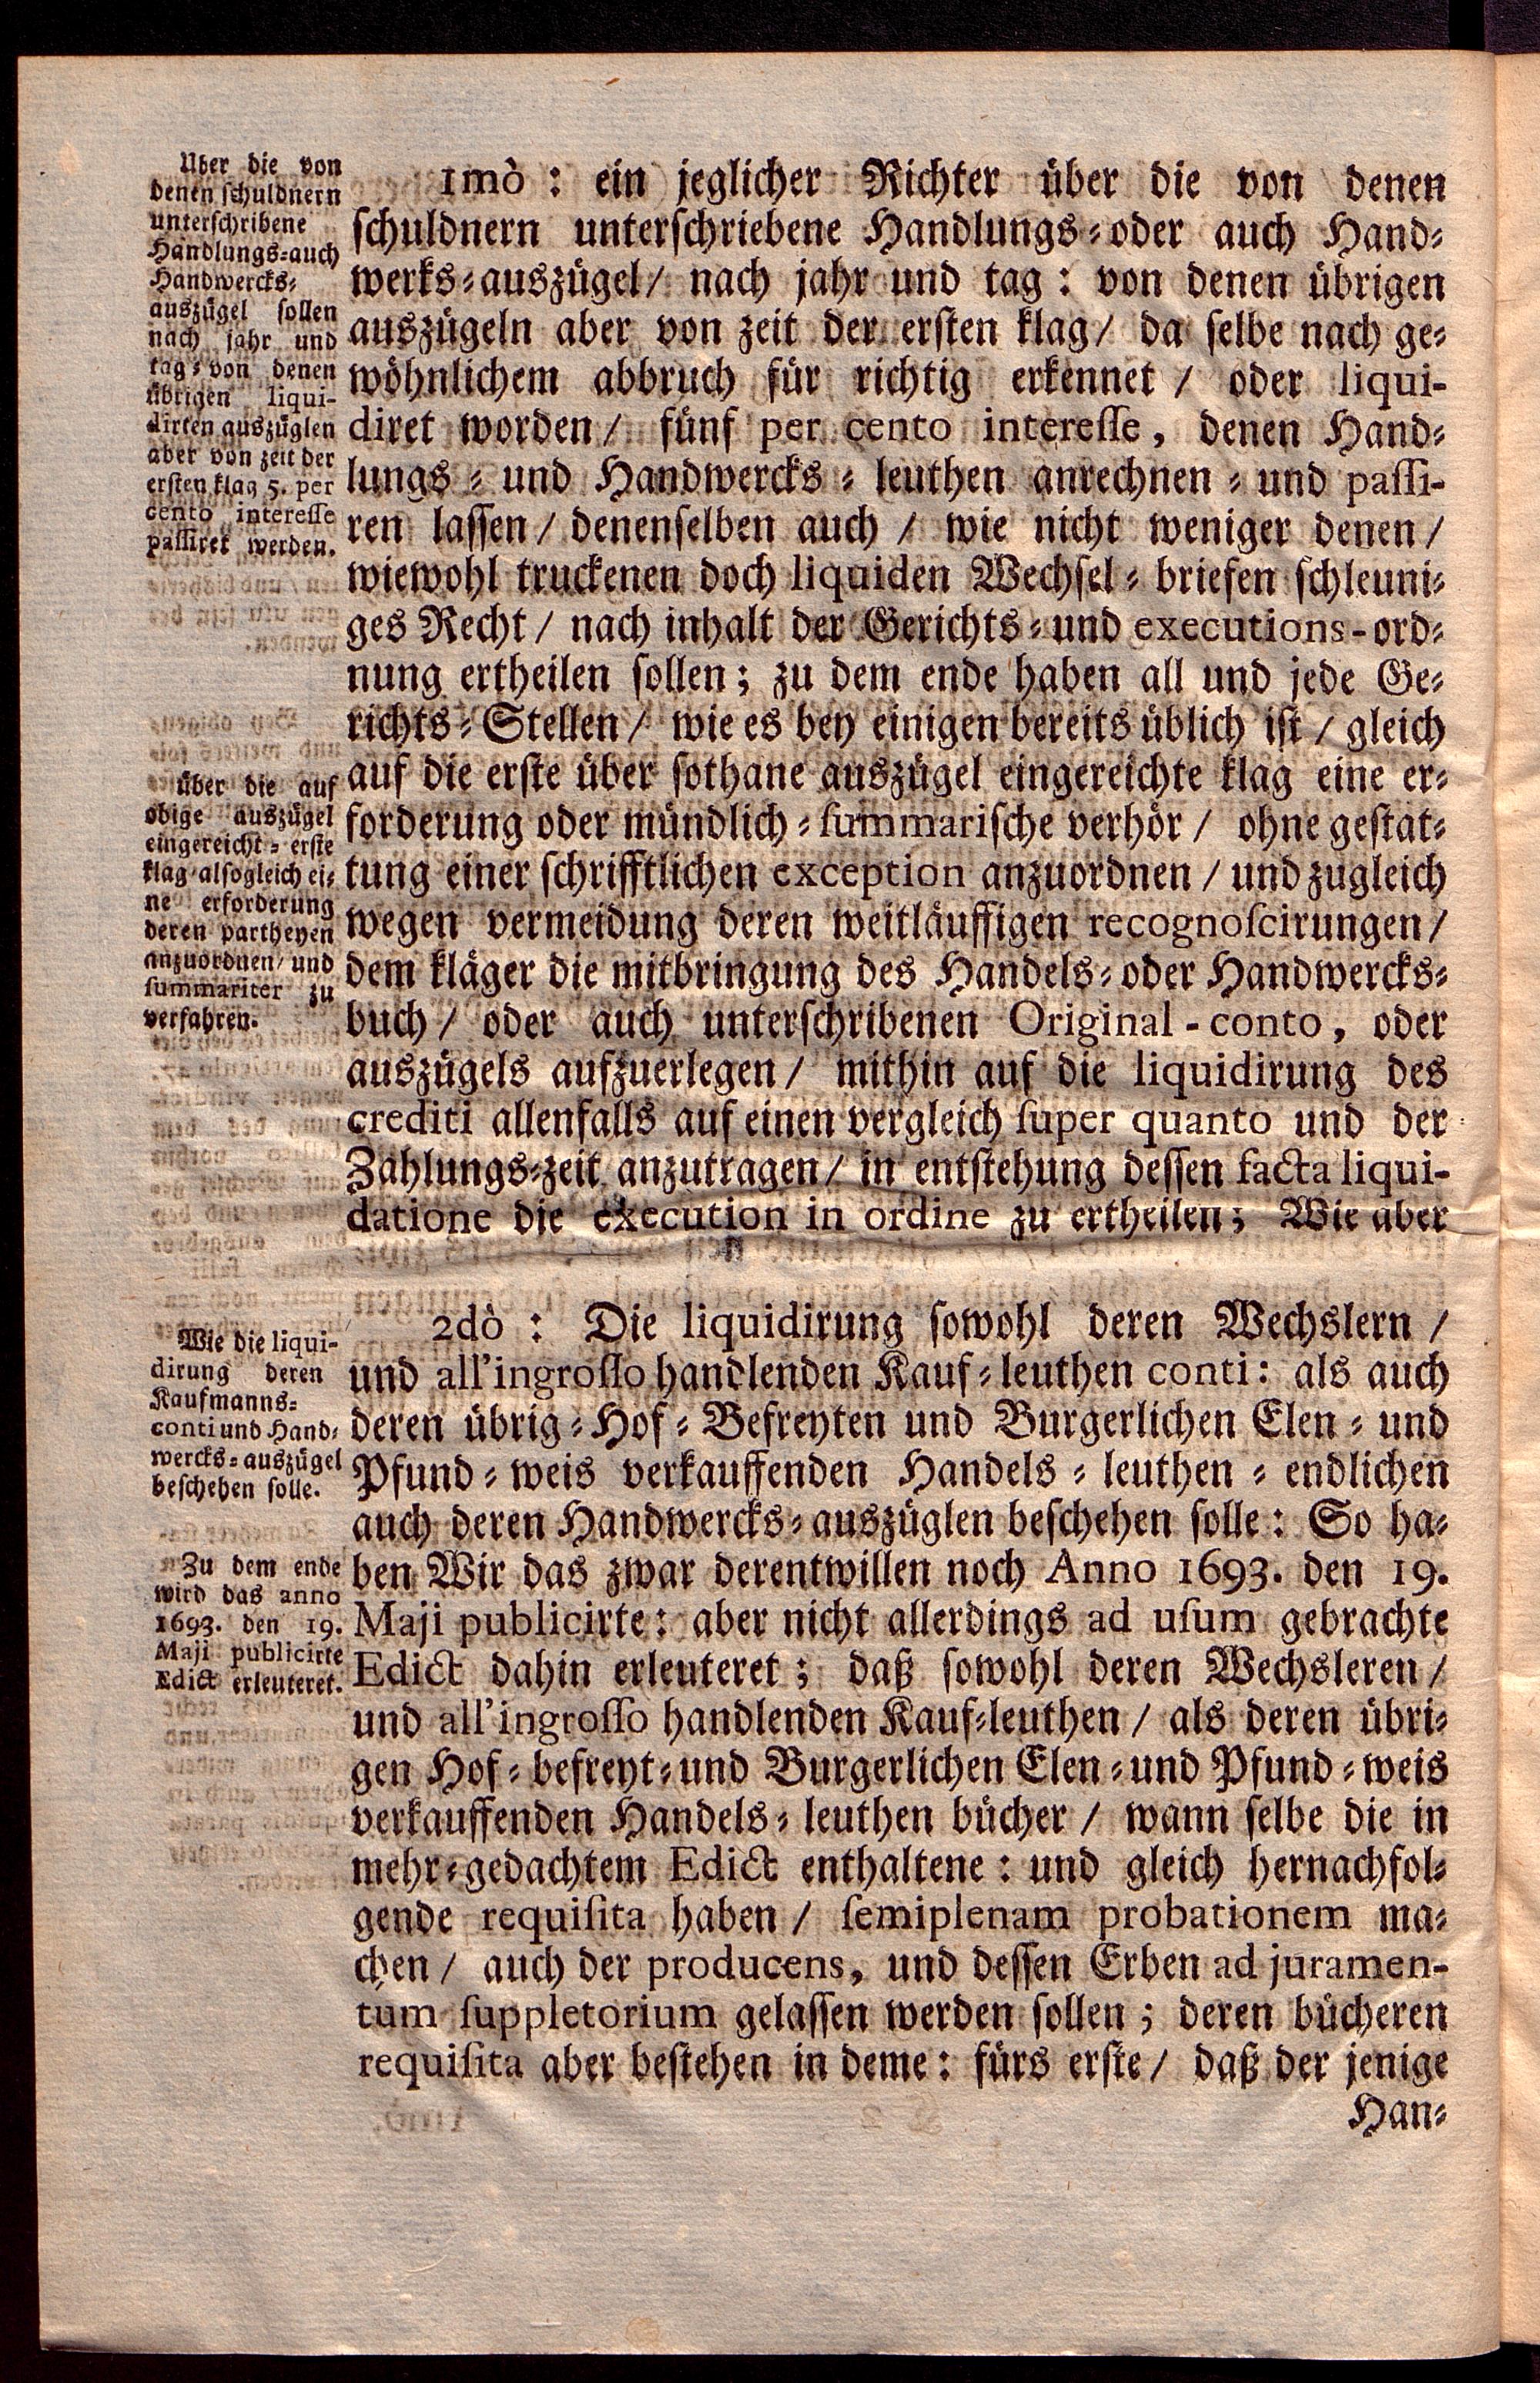 Uber die von
denen schuldnern
unterschribene
Handlungs=auch
Handwercks=
auszügel sollen
nach jahr und
tag = von denen
übrigen liqui-
dirten auszüglen
aber von zeit der
ersten klag 5. per
cento interesse
passiret werden.
1mò : ein jeglicher Richter über die von denen
schuldnern unterschriebene Handlungs=oder auch Hand=
werks=auszügel/ nach jahr und tag : von denen übrigen
auszügeln aber von zeit der ersten klag/ da selbe nach ge=
wöhnlichem abbruch für richtig erkennet / oder liqui-
diret worden / fünf per cento interesse, denen Hand=
lungs = und Handwercks = leuthen anrechnen = und passi-
ren lassen / denenselben auch / wie nicht weniger denen /
wiewohl truckenen doch liquiden Wechsel = briefen schleuni=
ges Recht / nach inhalt der Gerichts = und executions-ord=
nung ertheilen sollen; zu dem ende haben all und jede Ge=
richts=Stellen / wie es bey einigen bereits üblich ist / gleich
über die auf
obige auszügel
eingereicht = erste
klag alsogleich ei=
ne erforderung
deren partheyen
anzuordnen/ und
summariter zu
verfahren.
auf die erste über sothane auszügel eingereichte klag eine er=
forderung oder mündlich = summarische verhör / ohne gestat=
tung einer schrifftlichen exception anzuordnen / und zugleich
wegen vermeidung deren weitläuffigen recognoscirungen /
dem kläger die mitbringung des Handels=oder Handwercks=
buch / oder auch unterschribenen Original - conto, oder
auszügels aufzuerlegen / mithin auf die liquidirung des
crediti allenfalls auf einen vergleich super quanto und der
Zahlungs=zeit anzutragen / in entstehung dessen facta liqui-
datione die execution in ordine zu ertheilen; Wie aber
Wie die liqui-
dirung deren
Kaufmanns=
conti und Hand=
wercks=auszügel
beschehen solle.
2dò : Die liquidirung sowohl deren Wechslern /
und all'ingrosso handlenden Kauf=leuthen conti: als auch
deren übrig=Hof=Befreyten und Burgerlichen Elen = und
Pfund = weis verkauffenden Handels = leuthen = endlichen
auch deren Handwercks=auszüglen beschehen solle: So ha=
Zu dem ende
wird das anno
1693. den 19.
Maji publicirte
Edict erleuteret.
ben Wir das zwar derentwillen noch Anno 1693. den 19.
Maji publicirte: aber nicht allerdings ad usum gebrachte
Edict dahin erleuteret; daß sowohl deren Wechsleren /
und all'ingrosso handlenden Kauf=leuthen / als deren übri=
gen Hof=befreyt=und Burgerlichen Elen=und Pfund=weis
verkauffenden Handels=leuthen bücher / wann selbe die in
mehr=gedachtem Edict enthaltene : und gleich hernachfol=
gende requisita haben / semiplenam probationem ma=
chen / auch der producens, und dessen Erben ad juramen-
tum suppletorium gelassen werden sollen ; deren bücheren
requisita aber bestehen in deme: fürs erste / daß der jenige
Han=